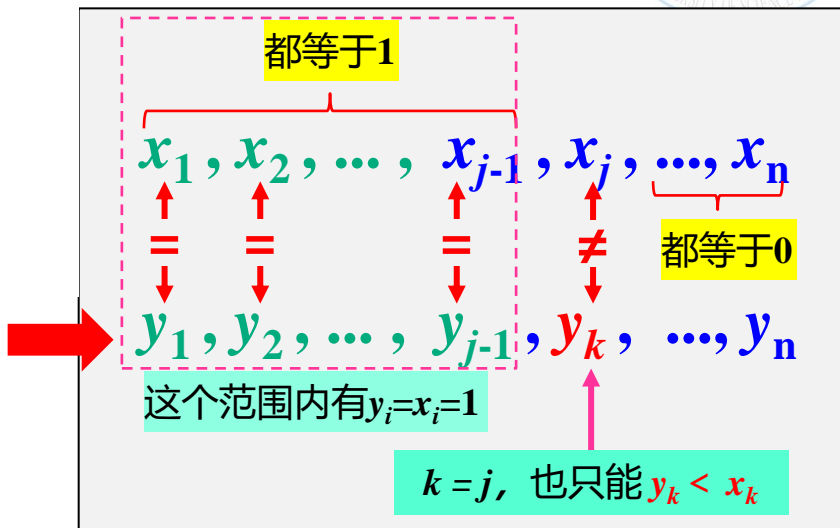 都等于1
x₁ , x₂ , ... , xⱼ₋₁ , xⱼ , ..., xₙ
= = = ≠ 都等于0
y₁ , y₂ , ... , yⱼ₋₁ , yₖ , ..., yₙ
这个范围内有yᵢ=xᵢ=1
k = j，也只能 yₖ < xₖ